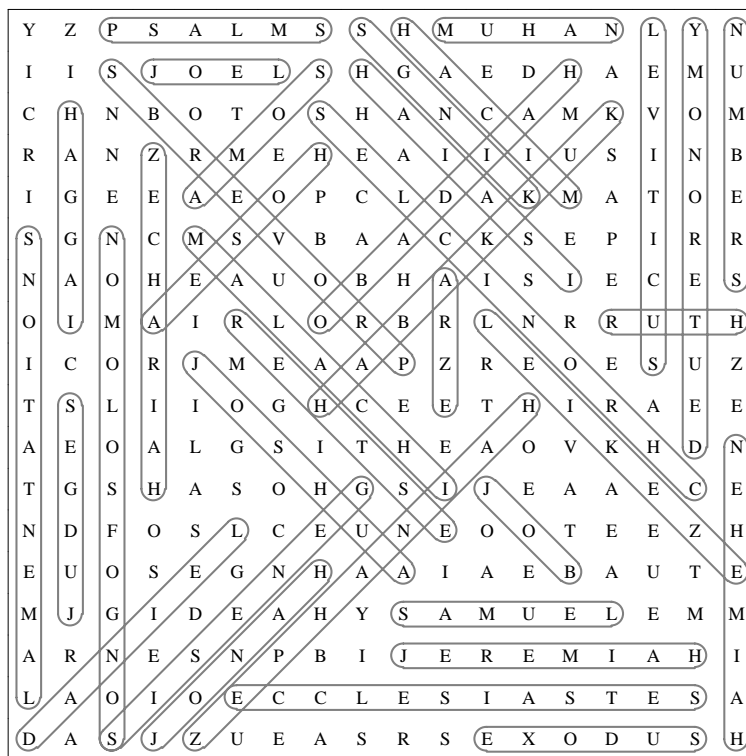 Y Z P S A L M S S H M U H A N L Y N
I I S J O E L S H G A E D H A E M U
C H N B O T O S H A N C A M K V O M
R A N Z R M E H E A I I I U S I N B
I G E E A E O P C L D A K M A T O E
S G N C M S V B A A C K S E P I R R
N A O H E A U O B H A I S I E C E S
O I M A I R L O R B R L N R R U T H
I C O R J M E A A P Z R E O E S U Z
T S L I I O G H C E E T H I R A E E
A E O A L G S I T H E A O V K H D N
T G S H A S O H G S I J E A A E C E
N D F O S L C E U N E O O T E E Z H
E U O S E G N H A A I A E B A U T E
M J G I D E A H Y S A M U E L E M M
A R N E S N P B I J E R E M I A H I
L A O I O E C C L E S I A S T E S A
D A S J Z U E A S R S E X O D U S H